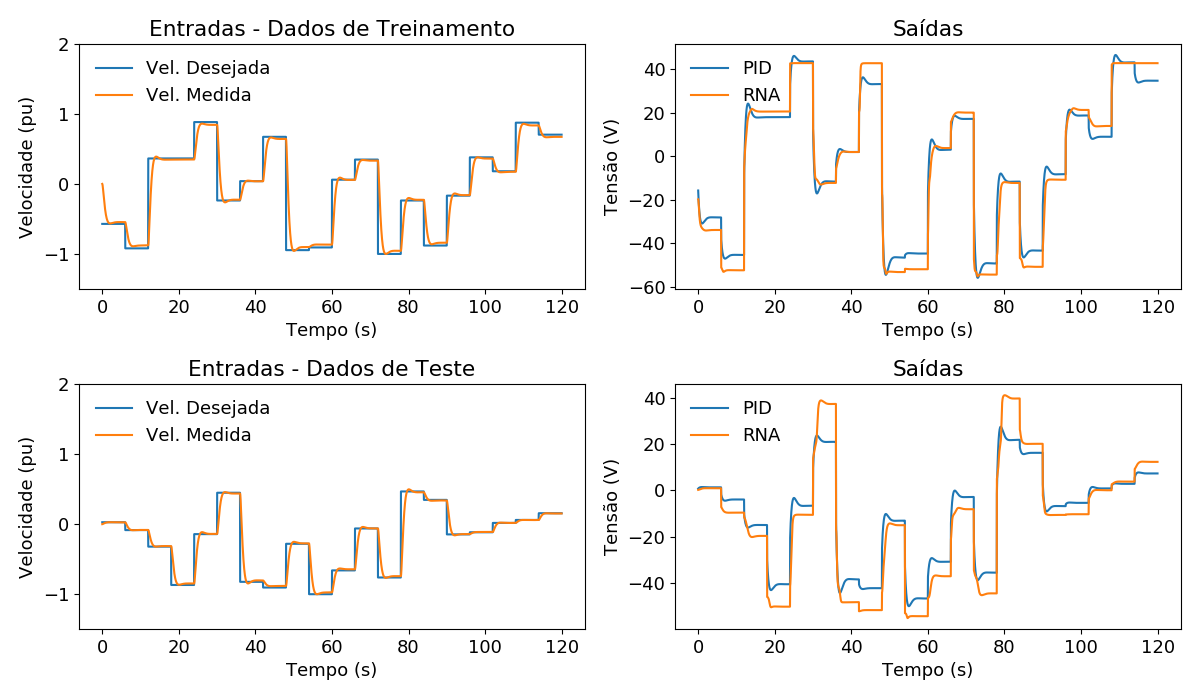 Entradas - Dados de Treinamento
2
1
0
−1
Velocidade (pu)
Vel. Desejada
Vel. Medida
0 20 40 60 80 100 120
Tempo (s)
Saídas
40
20
0
−20
−40
−60
Tensão (V)
PID
RNA
0 20 40 60 80 100 120
Tempo (s)
Entradas - Dados de Teste
2
1
0
−1
Velocidade (pu)
Vel. Desejada
Vel. Medida
0 20 40 60 80 100 120
Tempo (s)
Saídas
40
20
0
−20
−40
Tensão (V)
PID
RNA
0 20 40 60 80 100 120
Tempo (s)